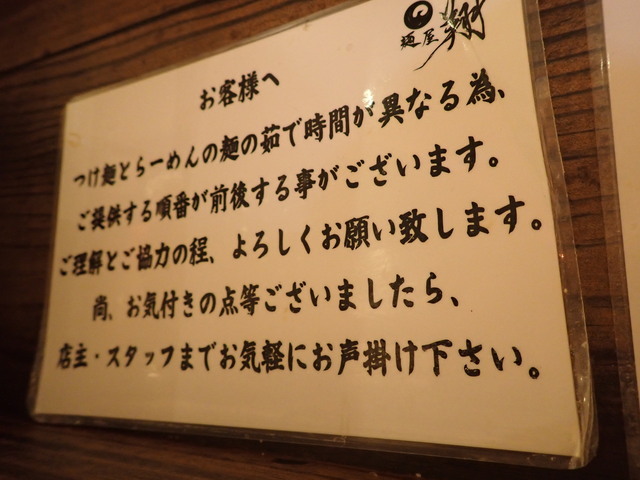 麺屋 翔
お客様へ
つけ麺とらーめんの麺の茹で時間が異なる為、
ご提供する順番が前後する事がございます。
ご理解とご協力の程、よろしくお願い致します。
尚、お気付きの点等ございましたら、
店主・スタッフまでお気軽にお声掛け下さい。